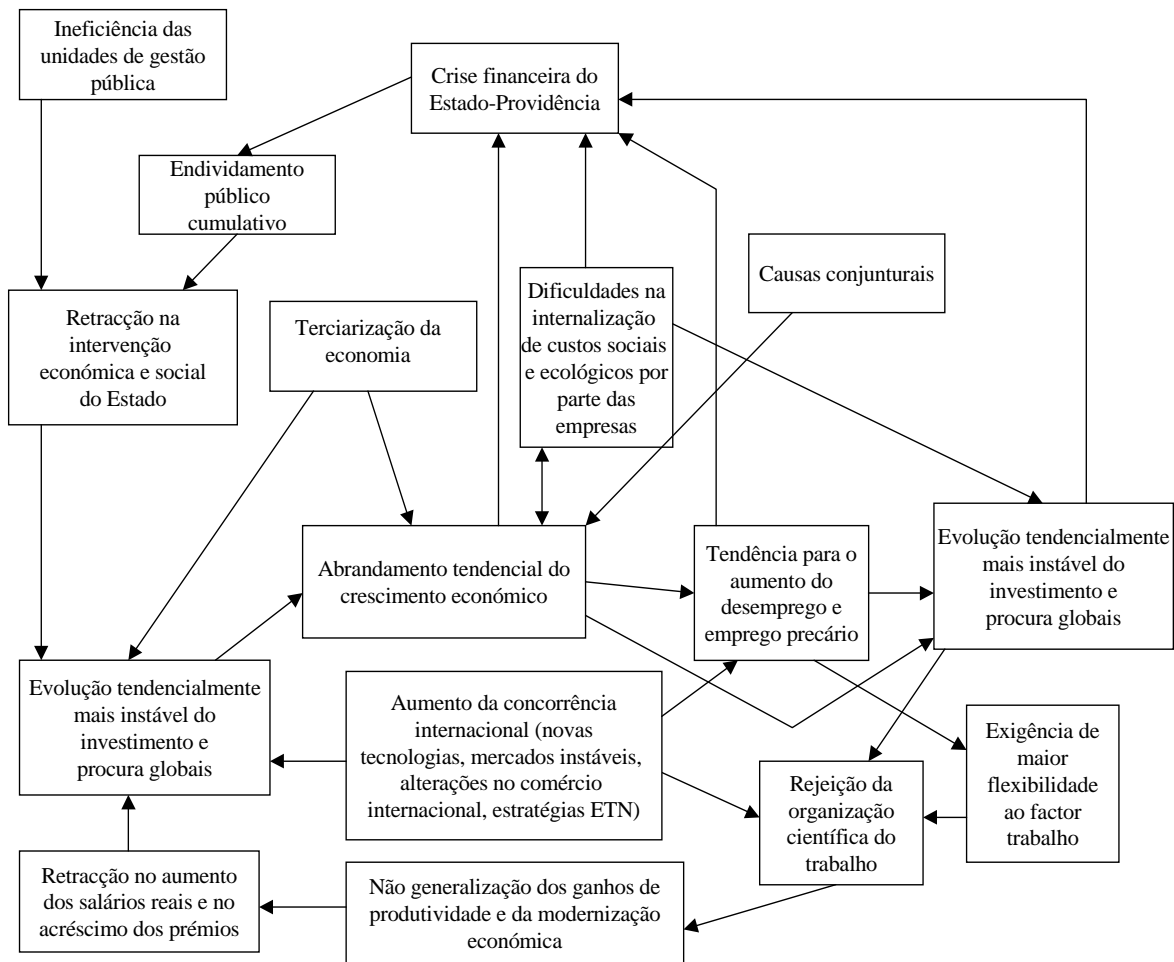 Ineficiência das
unidades de gestão
pública
Crise financeira do
Estado-Providência
Endividamento
público
cumulativo
Causas conjunturais
Dificuldades na
internalização
de custos sociais
e ecológicos por
parte das
empresas
Retracção na
intervenção
económica e social
do Estado
Terciarização da
economia
Abrandamento tendencial do
crescimento económico
Tendência para o
aumento do
desemprego e
emprego precário
Evolução tendencialmente
mais instável do
investimento e
procura globais
Evolução tendencialmente
mais instável do
investimento e
procura globais
Aumento da concorrência
internacional (novas
tecnologias, mercados instáveis,
alterações no comércio
internacional, estratégias ETN)
Exigência de
maior
flexibilidade
ao factor
trabalho
Rejeição da
organização
científica do
trabalho
Retracção no aumento
dos salários reais e no
acréscimo dos prémios
Não generalização dos ganhos de
produtividade e da modernização
económica